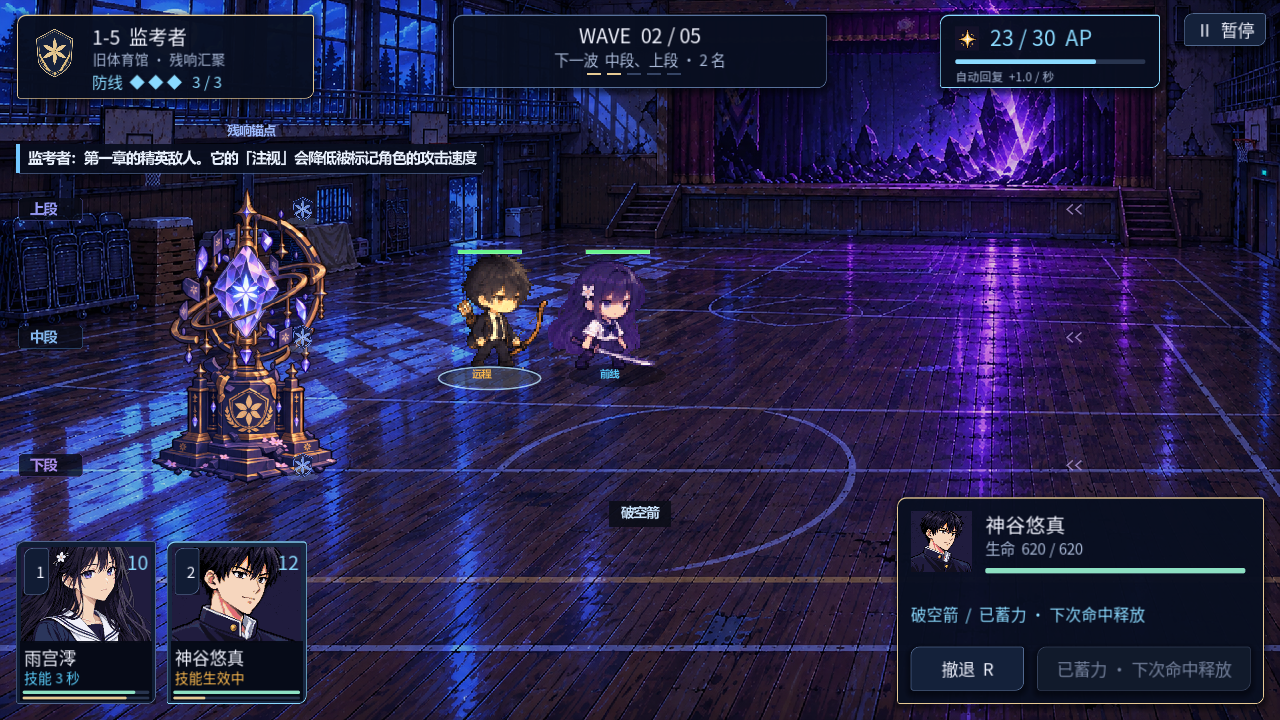 1-5 监考者
旧体育馆 · 残响汇聚
防线 3 / 3
WAVE 02 / 05
下一波 中段、上段 · 2 名
23 / 30 AP
自动回复 +1.0 / 秒
暂停
残响锚点
监考者：第一章的精英敌人。它的「注视」会降低被标记角色的攻击速度
上段
中段
下段
远程
前线
破空箭
1
10
雨宫澪
技能 3 秒
2
12
神谷悠真
技能生效中
神谷悠真
生命 620 / 620
破空箭 / 已蓄力 · 下次命中释放
撤退 R
已蓄力 · 下次命中释放